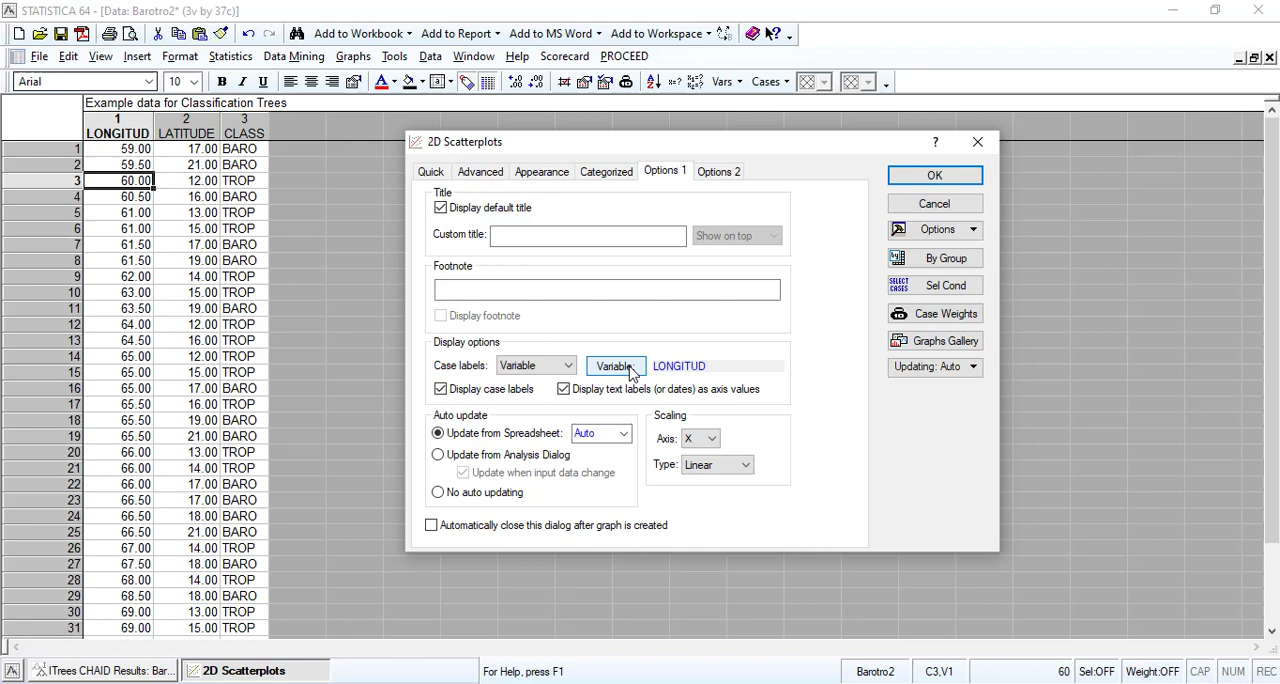 STATISTICA 64 - [Data: Barotro2* (3v by 37c)]
Add to Workbook Add to Report Add to MS Word Add to Workspace
File Edit View Insert Format Statistics Data Mining Graphs Tools Data Window Help Scorecard PROCEED
Arial 10 B I U Vars Cases
Example data for Classification Trees
1 2 3
LONGITUD LATITUDE CLASS
1 59.00 17.00 BARO
2 59.50 21.00 BARO
3 60.00 12.00 TROP
4 60.50 16.00 BARO
5 61.00 13.00 TROP
6 61.00 15.00 TROP
7 61.50 17.00 BARO
8 61.50 19.00 BARO
9 62.00 14.00 TROP
10 63.00 15.00 TROP
11 63.50 19.00 BARO
12 64.00 12.00 TROP
13 64.50 16.00 TROP
14 65.00 12.00 TROP
15 65.00 15.00 TROP
16 65.00 17.00 BARO
17 65.50 16.00 TROP
18 65.50 19.00 BARO
19 65.50 21.00 BARO
20 66.00 13.00 TROP
21 66.00 14.00 TROP
22 66.00 17.00 BARO
23 66.50 17.00 BARO
24 66.50 18.00 BARO
25 66.50 21.00 BARO
26 67.00 14.00 TROP
27 67.50 18.00 BARO
28 68.00 14.00 TROP
29 68.50 18.00 BARO
30 69.00 13.00 TROP
31 69.00 15.00 TROP
2D Scatterplots ?
Quick Advanced Appearance Categorized Options 1 Options 2
Title
Display default title
Custom title: Show on top
Footnote
Display footnote
Display options
Case labels: Variable Variable: LONGITUD
Display case labels Display text labels (or dates) as axis values
Auto update
Update from Spreadsheet: Auto
Update from Analysis Dialog
Update when input data change
No auto updating
Scaling
Axis: X
Type: Linear
Automatically close this dialog after graph is created
OK
Cancel
Options
By Group
SELECT CASES Sel Cond
Case Weights
Graphs Gallery
Updating: Auto
ITrees CHAID Results: Bar... 2D Scatterplots For Help, press F1 Barotro2 C3,V1 60 Sel:OFF Weight:OFF CAP NUM REC